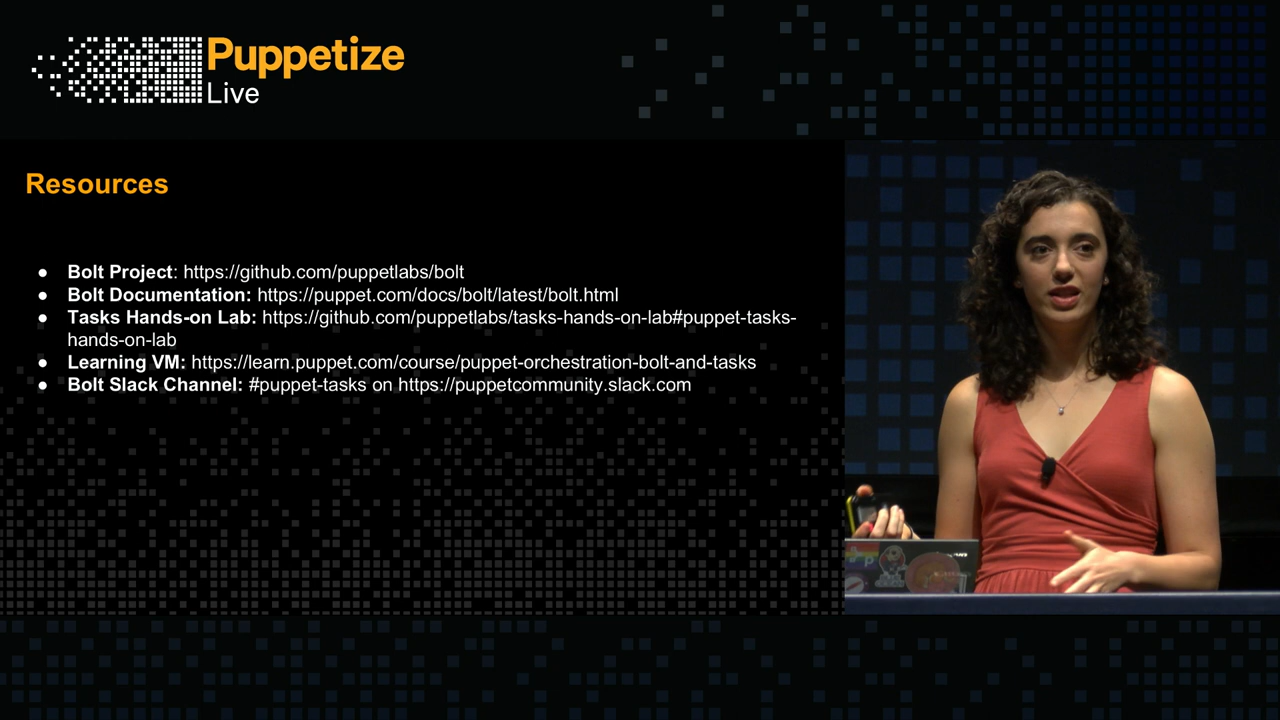 Puppetize
Live
Resources
● Bolt Project: https://github.com/puppetlabs/bolt
● Bolt Documentation: https://puppet.com/docs/bolt/latest/bolt.html
● Tasks Hands-on Lab: https://github.com/puppetlabs/tasks-hands-on-lab#puppet-tasks-
hands-on-lab
● Learning VM: https://learn.puppet.com/course/puppet-orchestration-bolt-and-tasks
● Bolt Slack Channel: #puppet-tasks on https://puppetcommunity.slack.com